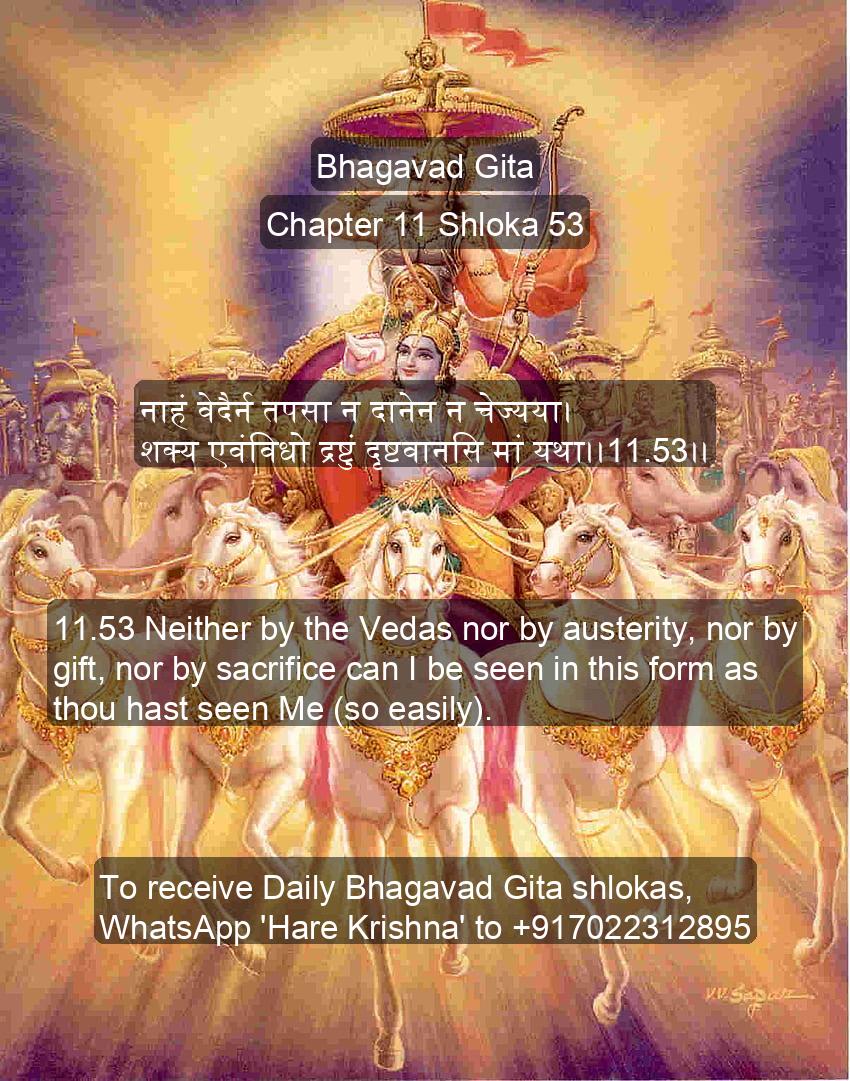 Bhagavad Gita
Chapter 11 Shloka 53
नाहं वेदैर्न तपसा न दानेन न चेज्यया।
शक्य एवंविधो द्रष्टुं दृष्टवानसि मां यथा।।11.53।।
11.53 Neither by the Vedas nor by austerity, nor by
gift, nor by sacrifice can I be seen in this form as
thou hast seen Me (so easily).
To receive Daily Bhagavad Gita shlokas,
WhatsApp 'Hare Krishna' to +917022312895
V.V. Sapar